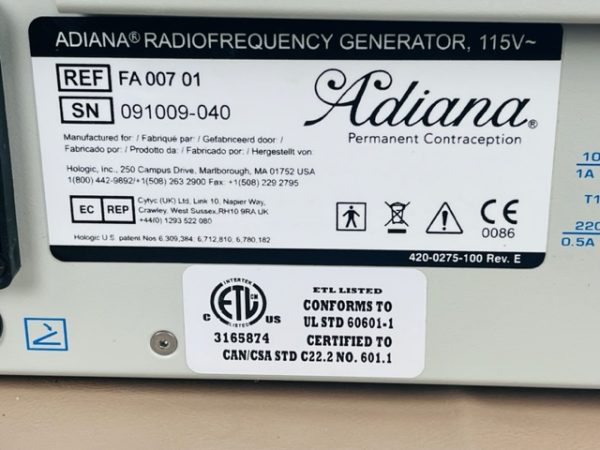 ADIANA® RADIOFREQUENCY GENERATOR, 115V~
REF FA 007 01
SN 091009-040
Adiana®
Permanent Contraception
Manufactured for: / Fabriqué par: / Gefabriceerd door: /
Fabricado por: / Prodotto da: / Fabricado por: / Hergestellt von:
Hologic, Inc., 250 Campus Drive, Marlborough, MA 01752 USA
1(800) 442-9892/+1(508) 263 2900 Fax: +1(508) 229 2795
EC REP
Cytyc (UK) Ltd, Link 10, Napier Way,
Crawley, West Sussex, RH10 9RA UK
+44(0) 1293 522 080
Hologic U.S. patent Nos 6,309,384; 6,712,810; 6,780,182
CE
0086
420-0275-100 Rev. E
10
1A
T1
220
0.5A
INTERTEK
C ETL CM US
LISTED
3165874
ETL LISTED
CONFORMS TO
UL STD 60601-1
CERTIFIED TO
CAN/CSA STD C22.2 NO. 601.1